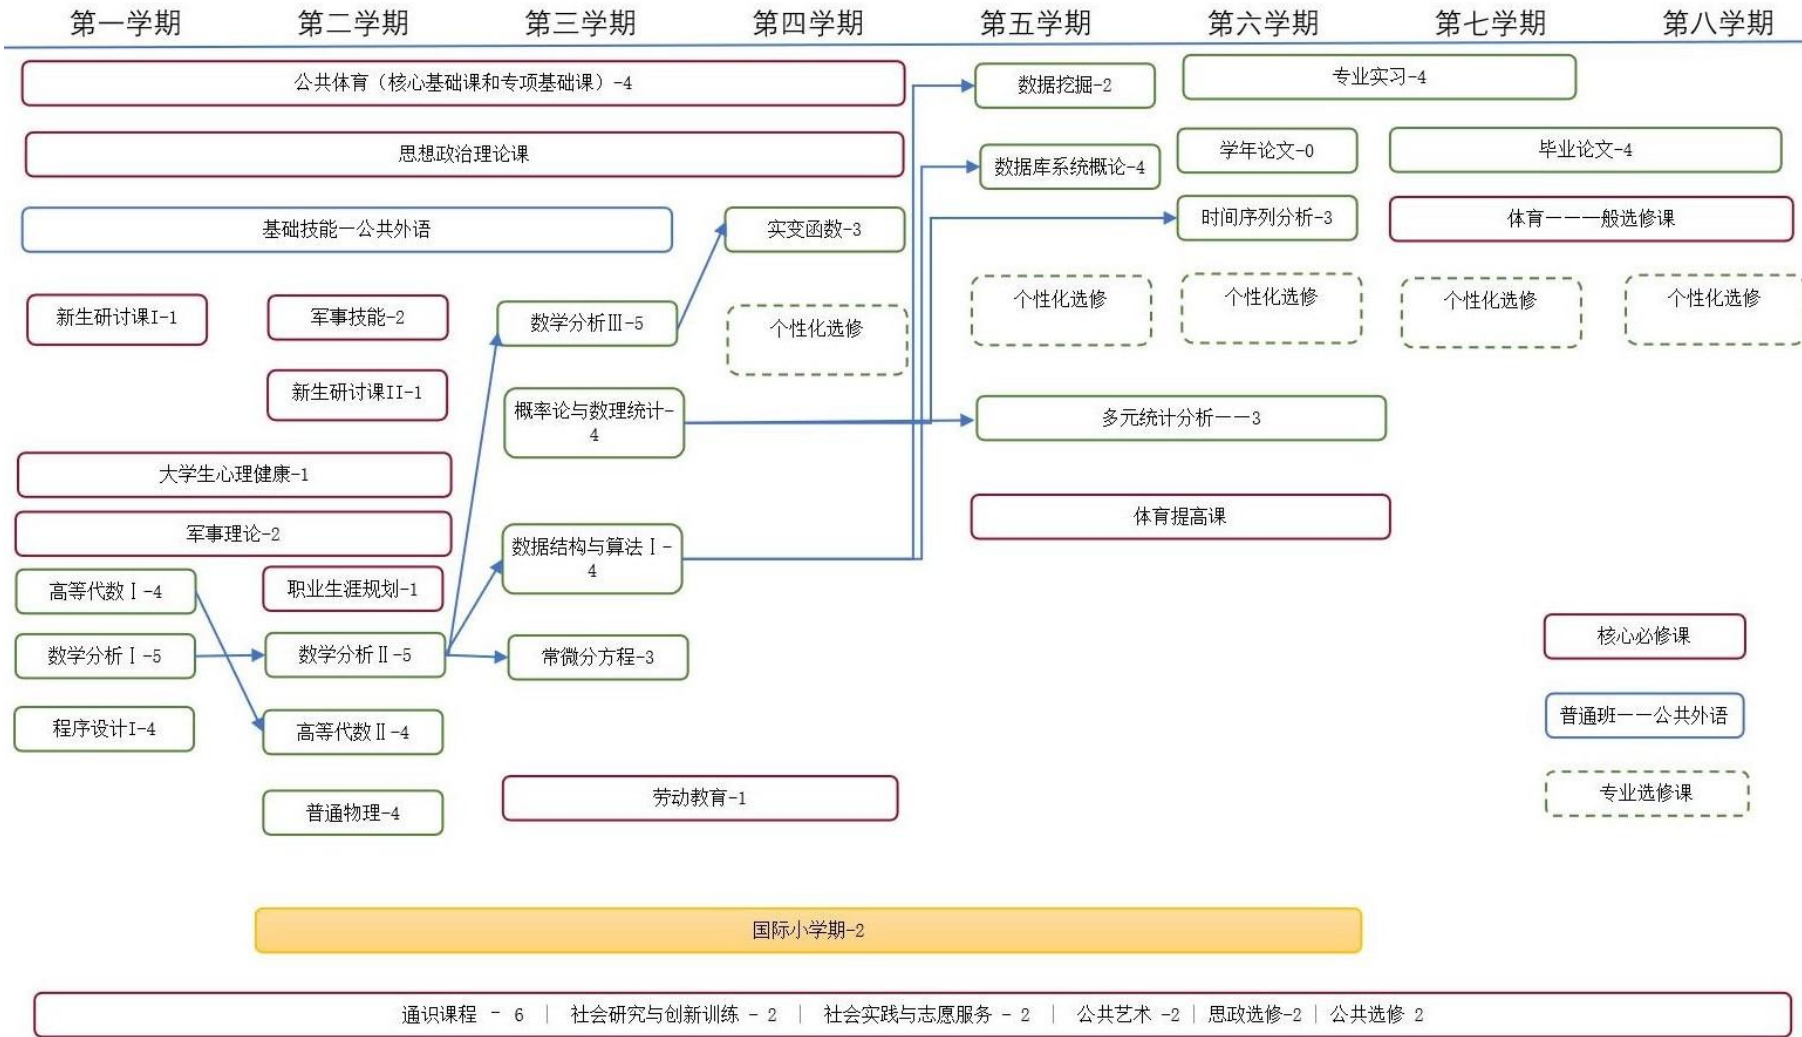 第一学期 第二学期 第三学期 第四学期 第五学期 第六学期 第七学期 第八学期
公共体育（核心基础课和专项基础课）-4
数据挖掘-2
专业实习-4
思想政治理论课
数据库系统概论-4
学年论文-0
毕业论文-4
基础技能—公共外语
实变函数-3
时间序列分析-3
体育一一一般选修课
新生研讨课I-1
军事技能-2
数学分析Ⅲ-5
个性化选修
个性化选修
个性化选修
个性化选修
个性化选修
新生研讨课II-1
概率论与数理统计-
4
多元统计分析一一3
大学生心理健康-1
军事理论-2
数据结构与算法Ⅰ-
4
体育提高课
高等代数Ⅰ-4
职业生涯规划-1
数学分析Ⅰ-5
数学分析Ⅱ-5
常微分方程-3
核心必修课
程序设计I-4
高等代数Ⅱ-4
普通班一一公共外语
普通物理-4
劳动教育-1
专业选修课
国际小学期-2
通识课程 - 6 | 社会研究与创新训练 - 2 | 社会实践与志愿服务 - 2 | 公共艺术 -2 | 思政选修-2 | 公共选修 2